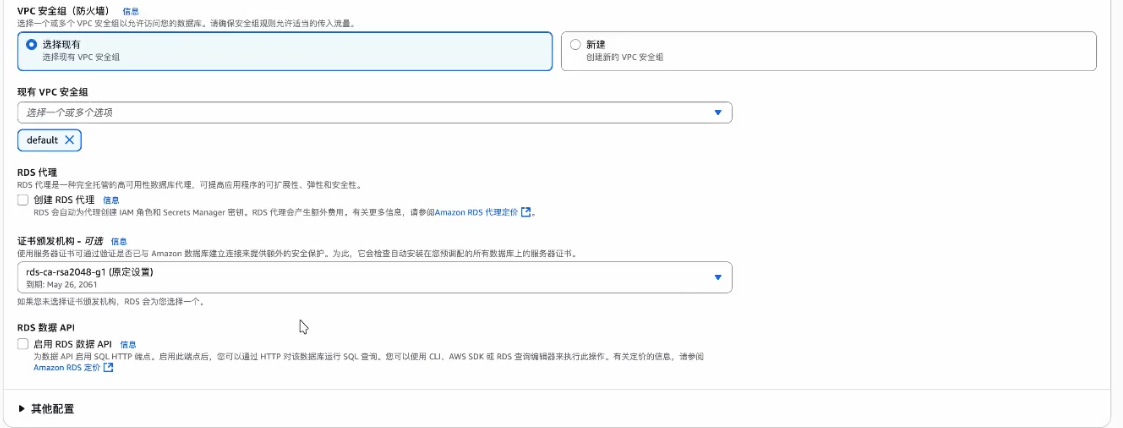 VPC 安全组（防火墙） 信息
选择一个或多个 VPC 安全组以允许访问您的数据库。请确保安全组规则允许适当的传入流量。
选择现有
选择现有 VPC 安全组
新建
创建新的 VPC 安全组
现有 VPC 安全组
选择一个或多个选项
default
RDS 代理
RDS 代理是一种完全托管的高可用性数据库代理，可提高应用程序的可扩展性、弹性和安全性。
创建 RDS 代理 信息
RDS 会自动为代理创建 IAM 角色和 Secrets Manager 密钥。RDS 代理会产生额外费用。有关更多信息，请参阅Amazon RDS 代理定价。
证书颁发机构 - 可选 信息
使用服务器证书可通过验证是否已与 Amazon 数据库建立连接来提供额外的安全保护。为此，它会检查自动安装在您预调配的所有数据库上的服务器证书。
rds-ca-rsa2048-g1 (原定设置)
到期: May 26, 2061
如果您未选择证书颁发机构，RDS 会为您选择一个。
RDS 数据 API
启用 RDS 数据 API 信息
为数据 API 启用 SQL HTTP 端点。启用此端点后，您可以通过 HTTP 对该数据库运行 SQL 查询。您可以使用 CLI、AWS SDK 或 RDS 查询编辑器来执行此操作。有关定价的信息，请参阅
Amazon RDS 定价
其他配置